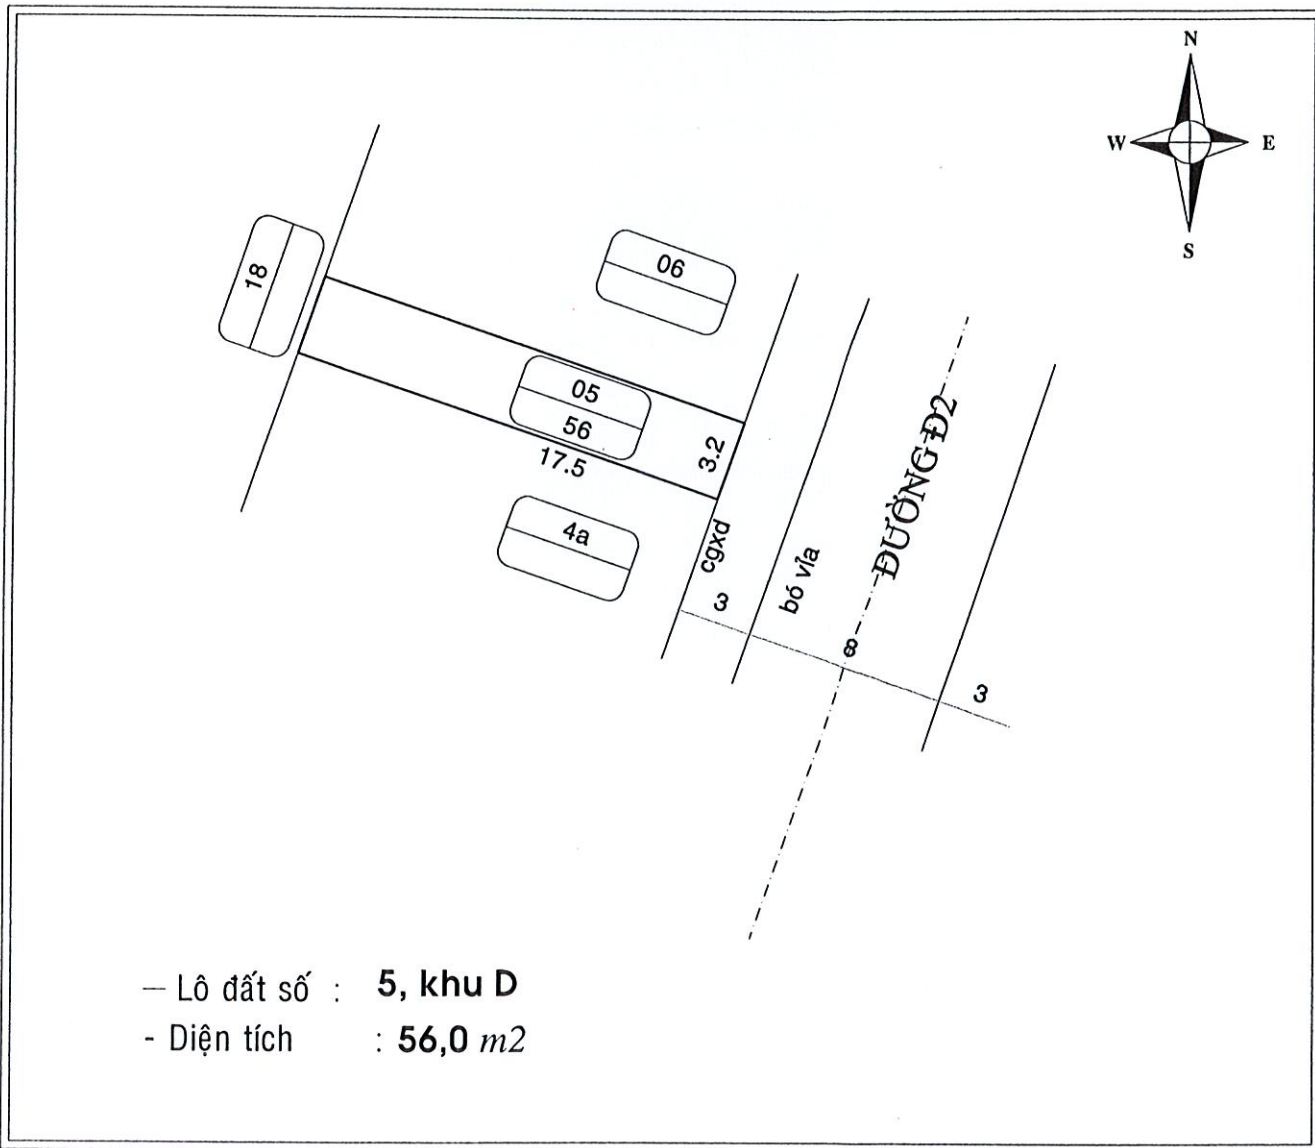 N
W
E
S
18
06
05
56
17.5
3.2
4a
cgxd
3
bó vỉa
ĐƯỜNG Đ2
8
3
– Lô đất số : 5, khu D
- Diện tích : 56,0 m2